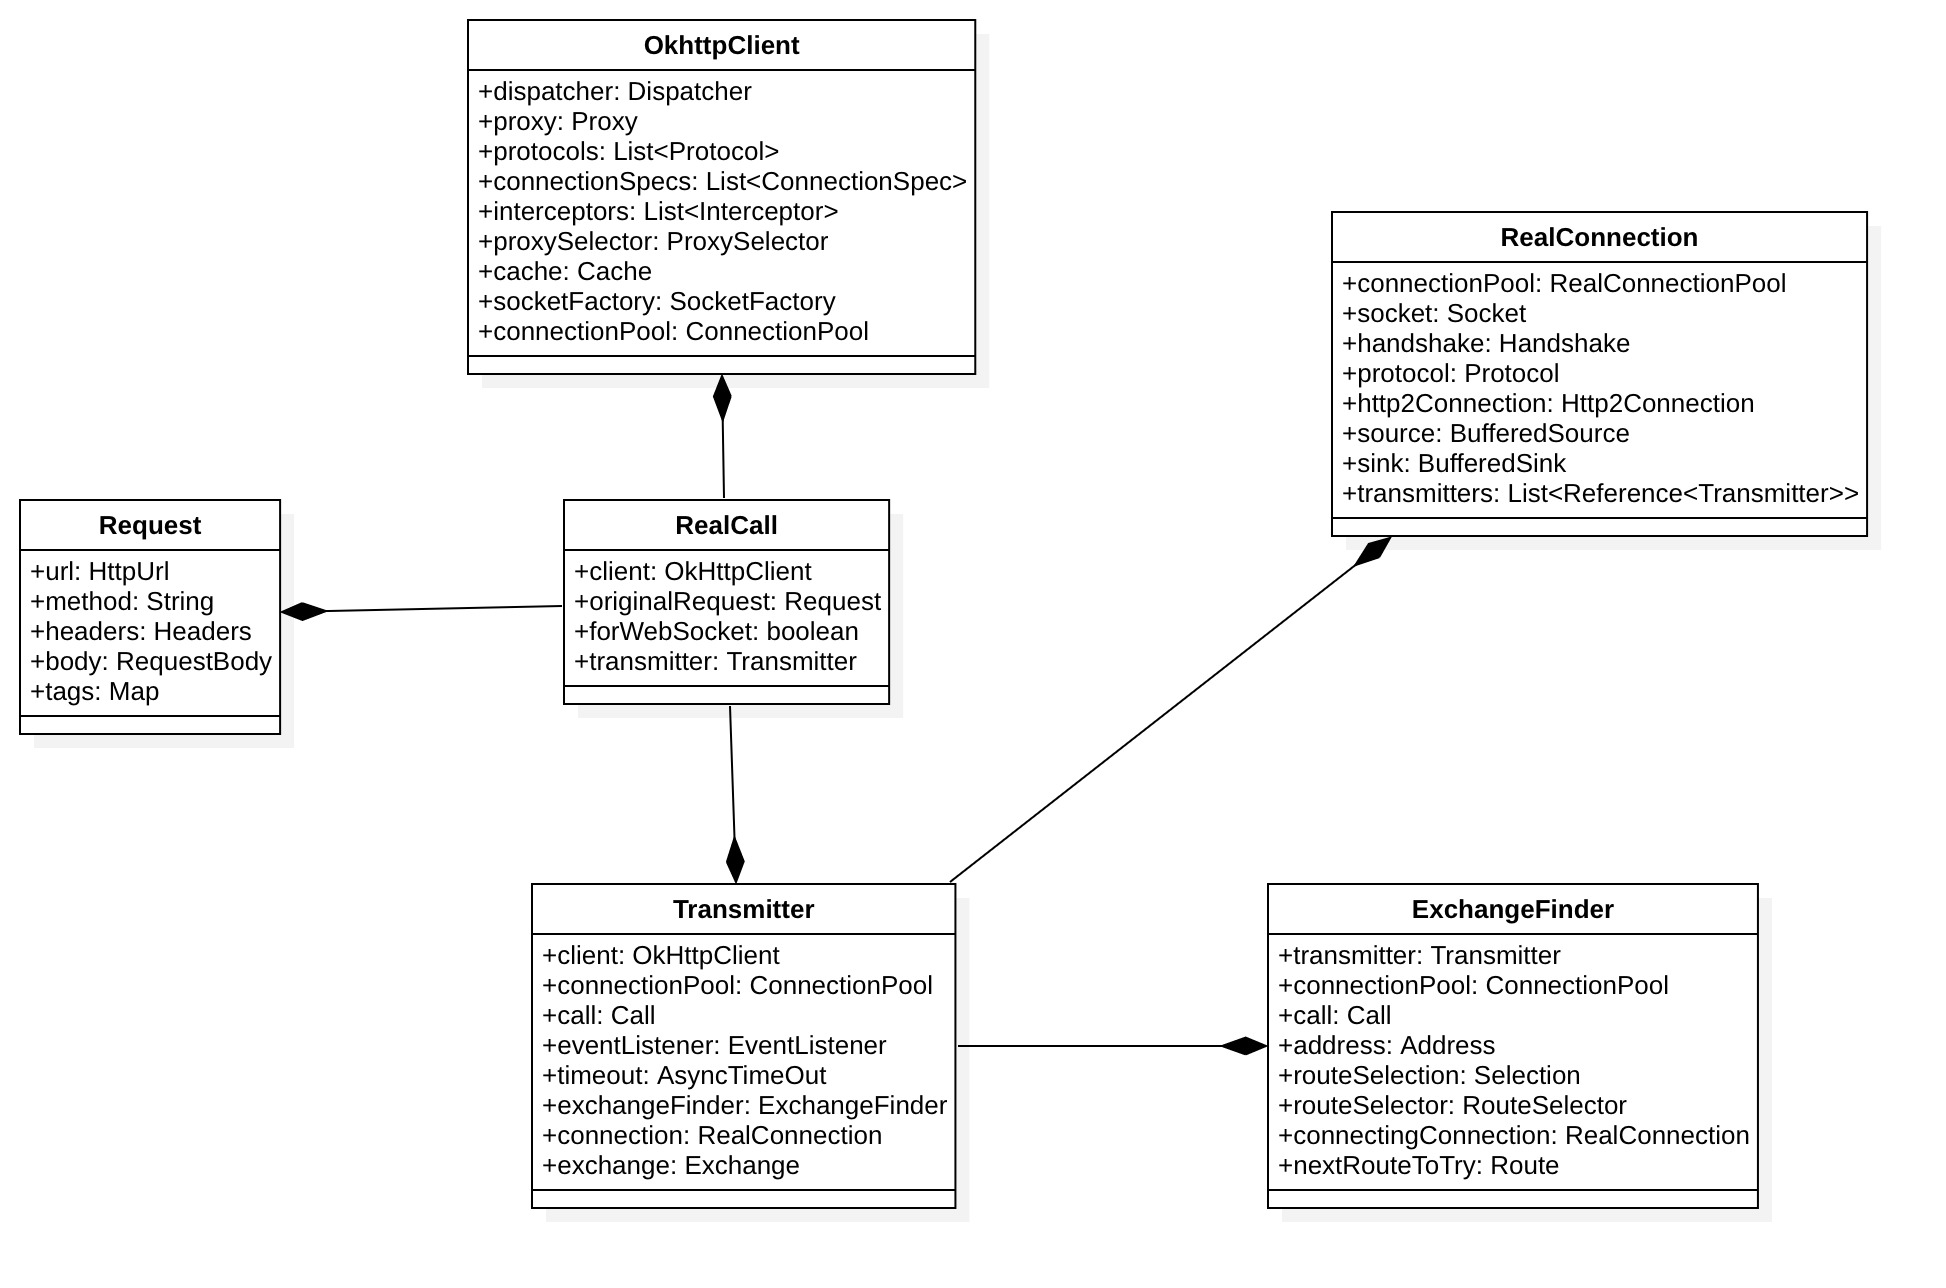 OkhttpClient
+dispatcher: Dispatcher
+proxy: Proxy
+protocols: List<Protocol>
+connectionSpecs: List<ConnectionSpec>
+interceptors: List<Interceptor>
+proxySelector: ProxySelector
+cache: Cache
+socketFactory: SocketFactory
+connectionPool: ConnectionPool
RealConnection
+connectionPool: RealConnectionPool
+socket: Socket
+handshake: Handshake
+protocol: Protocol
+http2Connection: Http2Connection
+source: BufferedSource
+sink: BufferedSink
+transmitters: List<Reference<Transmitter>>
Request
+url: HttpUrl
+method: String
+headers: Headers
+body: RequestBody
+tags: Map
RealCall
+client: OkHttpClient
+originalRequest: Request
+forWebSocket: boolean
+transmitter: Transmitter
Transmitter
+client: OkHttpClient
+connectionPool: ConnectionPool
+call: Call
+eventListener: EventListener
+timeout: AsyncTimeOut
+exchangeFinder: ExchangeFinder
+connection: RealConnection
+exchange: Exchange
ExchangeFinder
+transmitter: Transmitter
+connectionPool: ConnectionPool
+call: Call
+address: Address
+routeSelection: Selection
+routeSelector: RouteSelector
+connectingConnection: RealConnection
+nextRouteToTry: Route